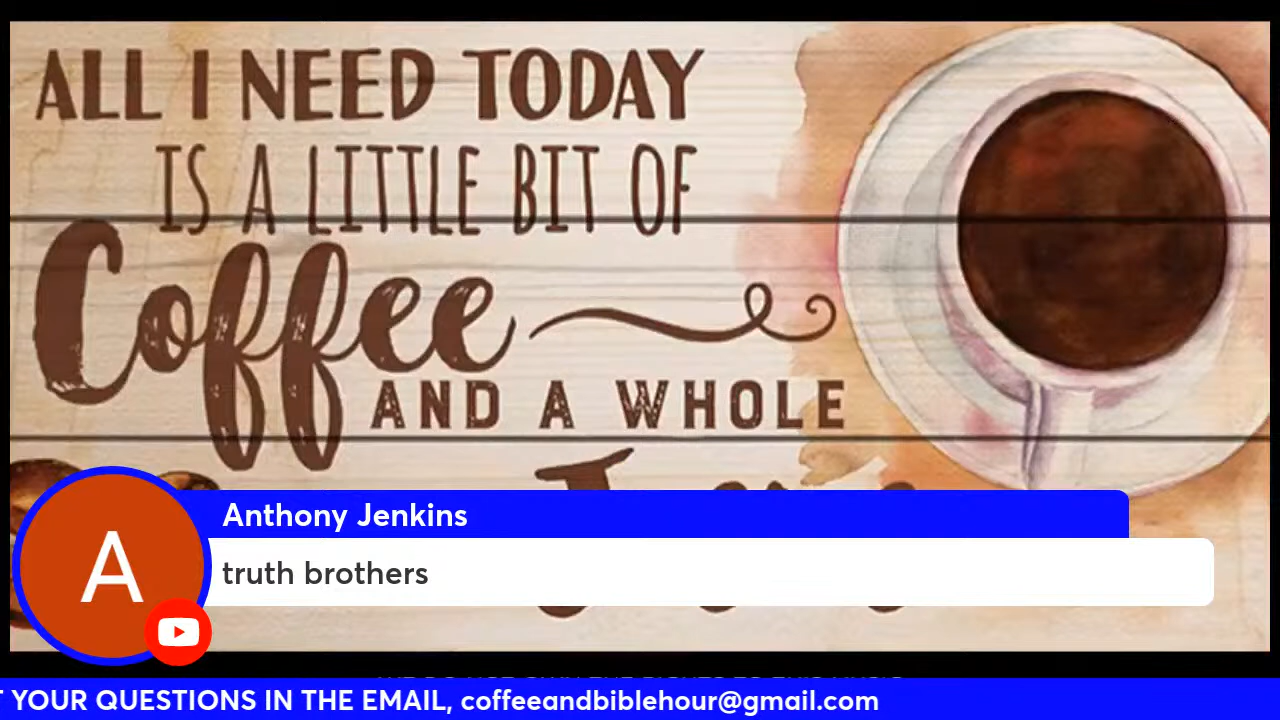 ALL I NEED TODAY
IS A LITTLE BIT OF
Coffee
AND A WHOLE
Anthony Jenkins
A
truth brothers
YOUR QUESTIONS IN THE EMAIL, coffeeandbiblehour@gmail.com